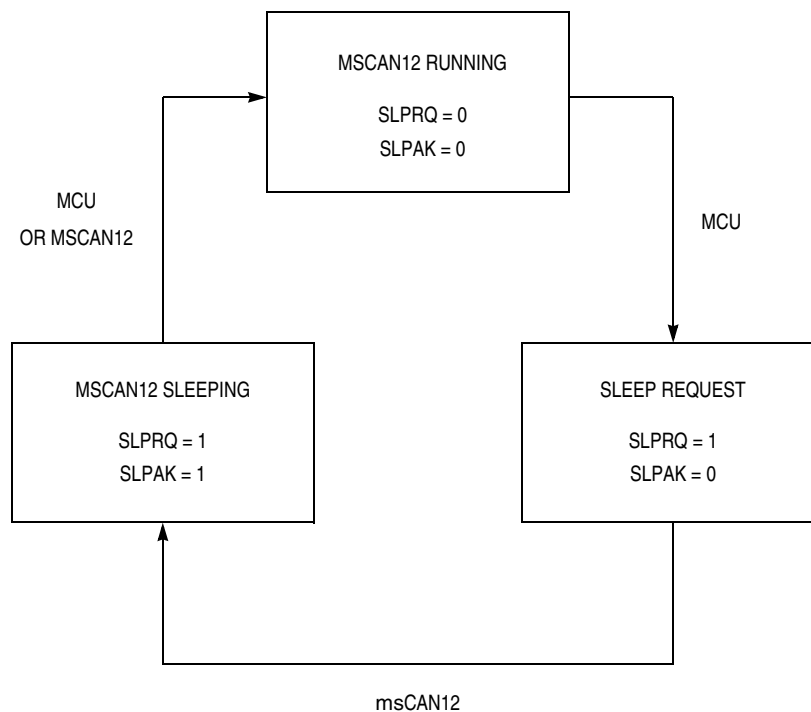 MSCAN12 RUNNING
SLPRQ = 0
SLPAK = 0
MCU
OR MSCAN12
MCU
MSCAN12 SLEEPING
SLPRQ = 1
SLPAK = 1
SLEEP REQUEST
SLPRQ = 1
SLPAK = 0
msCAN12